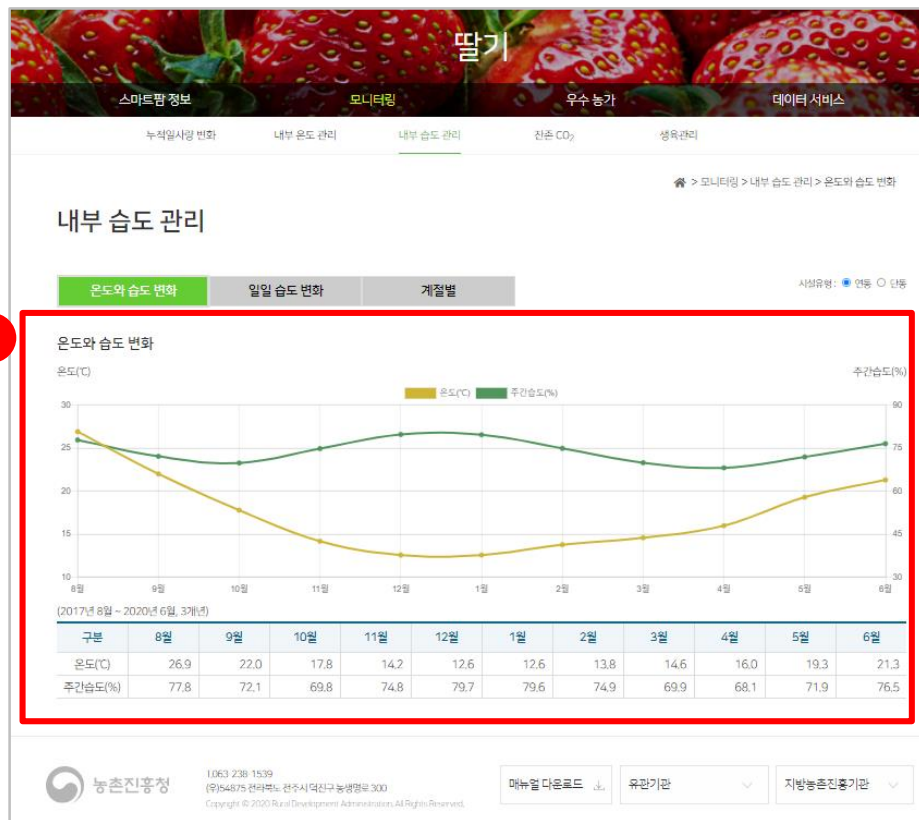 딸기
스마트팜 정보 모니터링 우수 농가 데이터 서비스
누적일사량 변화 내부 온도 관리 내부 습도 관리 잔존 CO₂ 생육관리
> 모니터링 > 내부 습도 관리 > 온도와 습도 변화
내부 습도 관리
온도와 습도 변화 일일 습도 변화 계절별 시설유형 : 연동 단동
온도와 습도 변화
온도(℃) 주간습도(%)
온도(℃) 주간습도(%)
30 90
25 75
20 60
15 45
10 30
8월 9월 10월 11월 12월 1월 2월 3월 4월 5월 6월
(2017년 8월 ~ 2020년 6월, 3개년)
구분 8월 9월 10월 11월 12월 1월 2월 3월 4월 5월 6월
온도(℃) 26.9 22.0 17.8 14.2 12.6 12.6 13.8 14.6 16.0 19.3 21.3
주간습도(%) 77.8 72.1 69.8 74.8 79.7 79.6 74.9 69.9 68.1 71.9 76.5
농촌진흥청
T.063-238-1539
(우)54875 전라북도 전주시 덕진구 농생명로 300
Copyright © 2020 Rural Development Administration. All Rights Reserved.
매뉴얼 다운로드 유관기관 지방농촌진흥기관